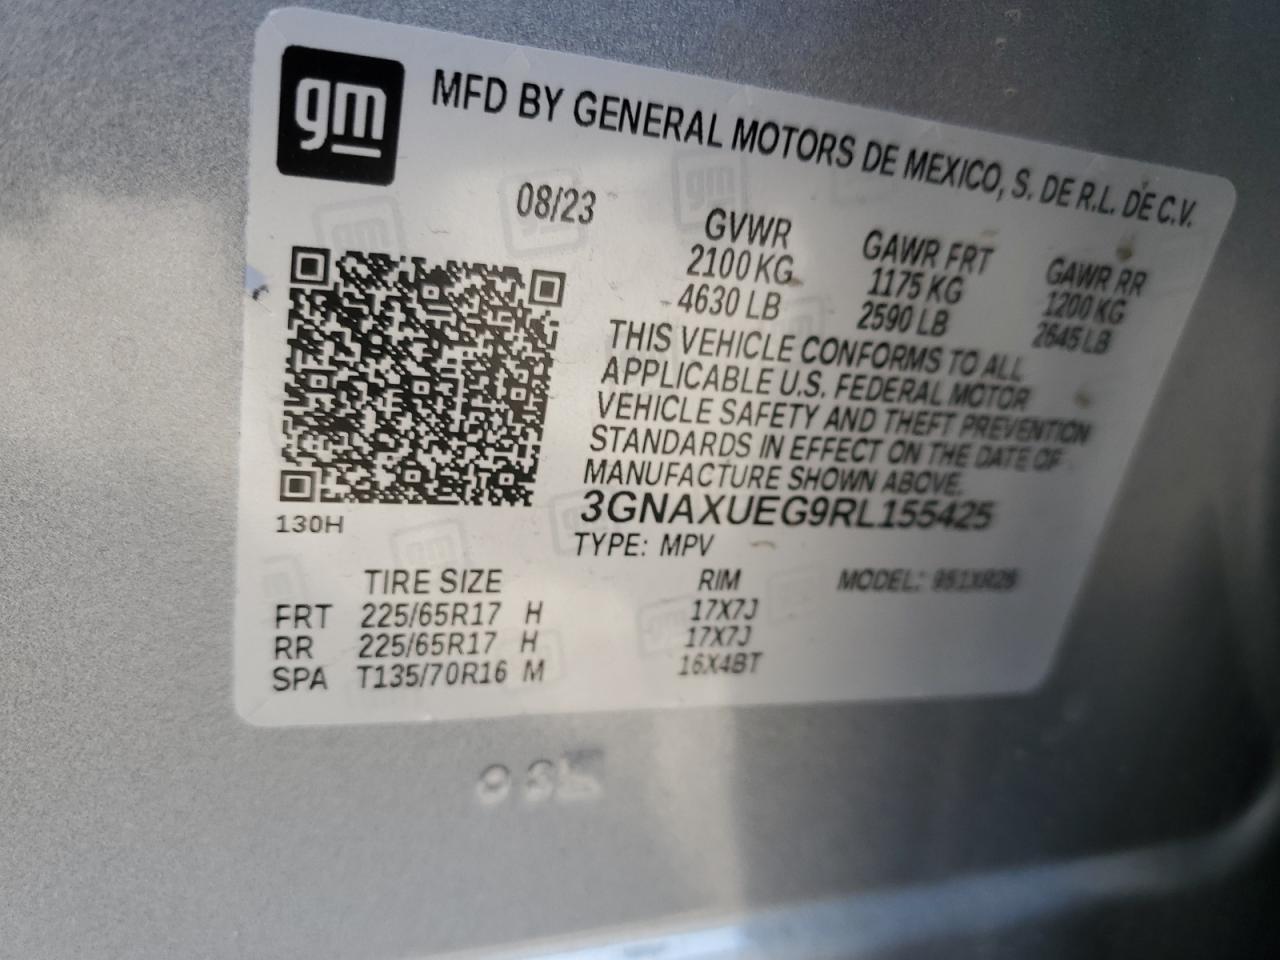 gm
MFD BY GENERAL MOTORS DE MEXICO, S. DE R.L. DE C.V.
08/23
GVWR GAWR FRT GAWR RR
2100 KG 1175 KG 1200 KG
4630 LB 2590 LB 2645 LB
THIS VEHICLE CONFORMS TO ALL
APPLICABLE U.S. FEDERAL MOTOR
VEHICLE SAFETY AND THEFT PREVENTION
STANDARDS IN EFFECT ON THE DATE OF
MANUFACTURE SHOWN ABOVE.
3GNAXUEG9RL155425
130H
TYPE: MPV
TIRE SIZE RIM MODEL:
FRT 225/65R17 H 17X7J
RR 225/65R17 H 17X7J
SPA T135/70R16 M 16X4BT